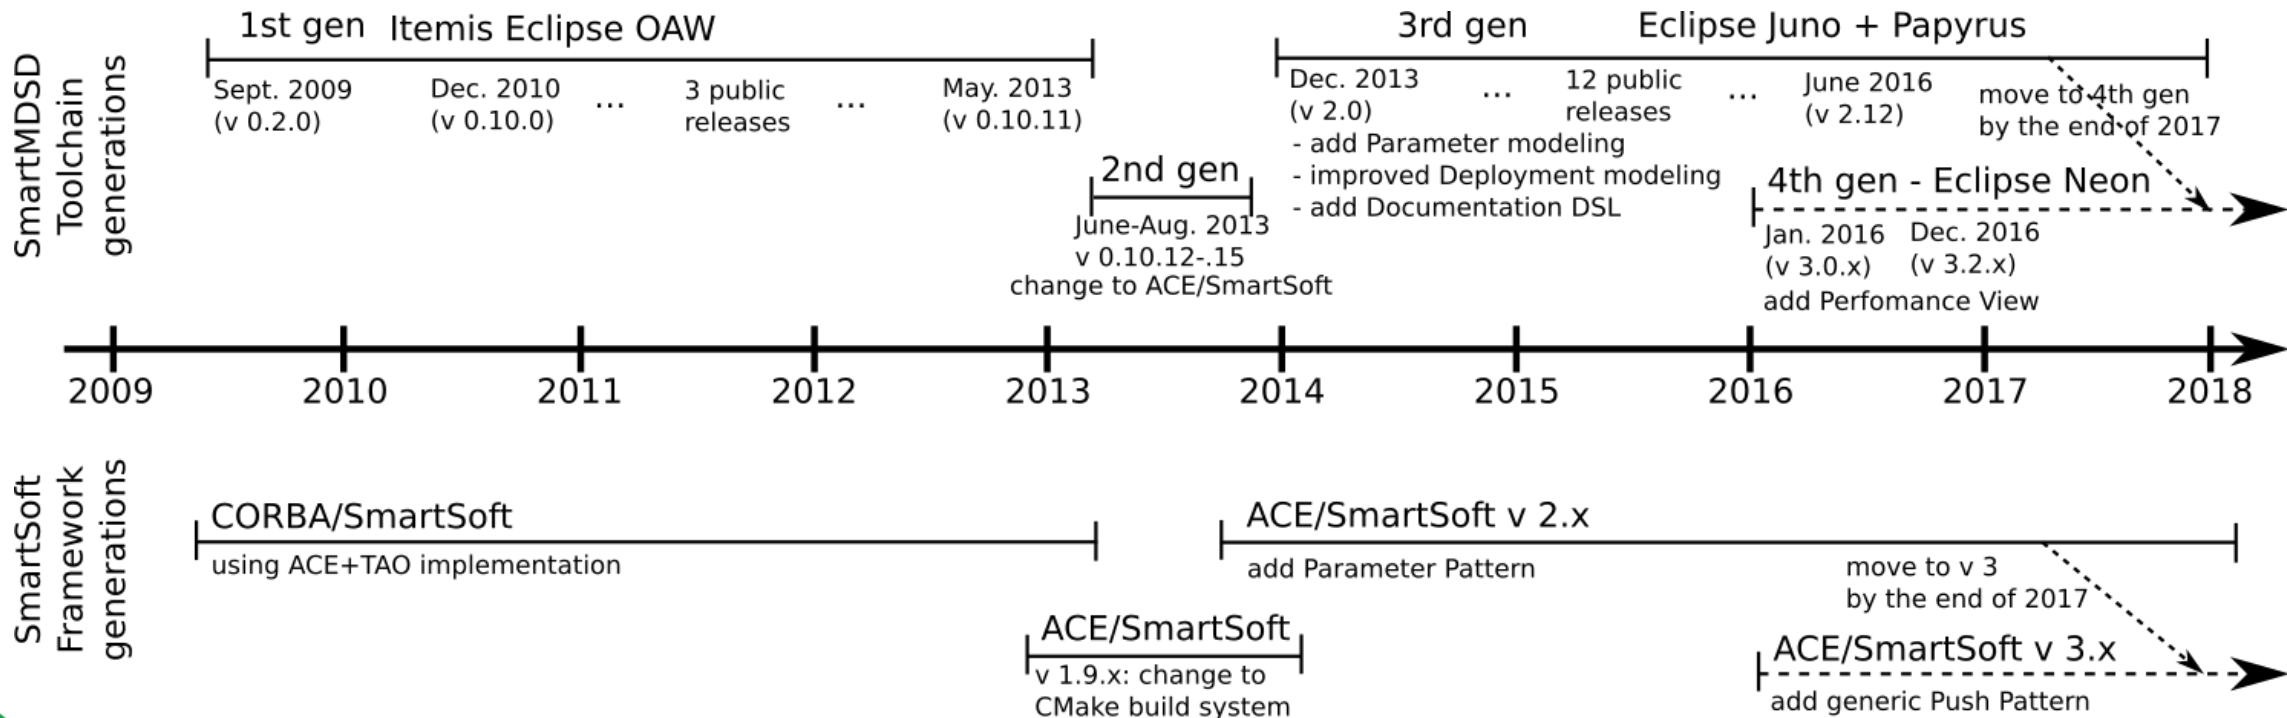 SmartMDSD
Toolchain
generations
1st gen Itemis Eclipse OAW
Sept. 2009
(v 0.2.0)
Dec. 2010
(v 0.10.0)
...
3 public
releases
...
May. 2013
(v 0.10.11)
2nd gen
June-Aug. 2013
v 0.10.12-.15
change to ACE/SmartSoft
3rd gen Eclipse Juno + Papyrus
Dec. 2013
(v 2.0)
...
12 public
releases
...
June 2016
(v 2.12)
- add Parameter modeling
- improved Deployment modeling
- add Documentation DSL
move to 4th gen
by the end of 2017
4th gen - Eclipse Neon
Jan. 2016
(v 3.0.x)
Dec. 2016
(v 3.2.x)
add Perfomance View
2009 2010 2011 2012 2013 2014 2015 2016 2017 2018
SmartSoft
Framework
generations
CORBA/SmartSoft
using ACE+TAO implementation
ACE/SmartSoft
v 1.9.x: change to
CMake build system
ACE/SmartSoft v 2.x
add Parameter Pattern
move to v 3
by the end of 2017
ACE/SmartSoft v 3.x
add generic Push Pattern